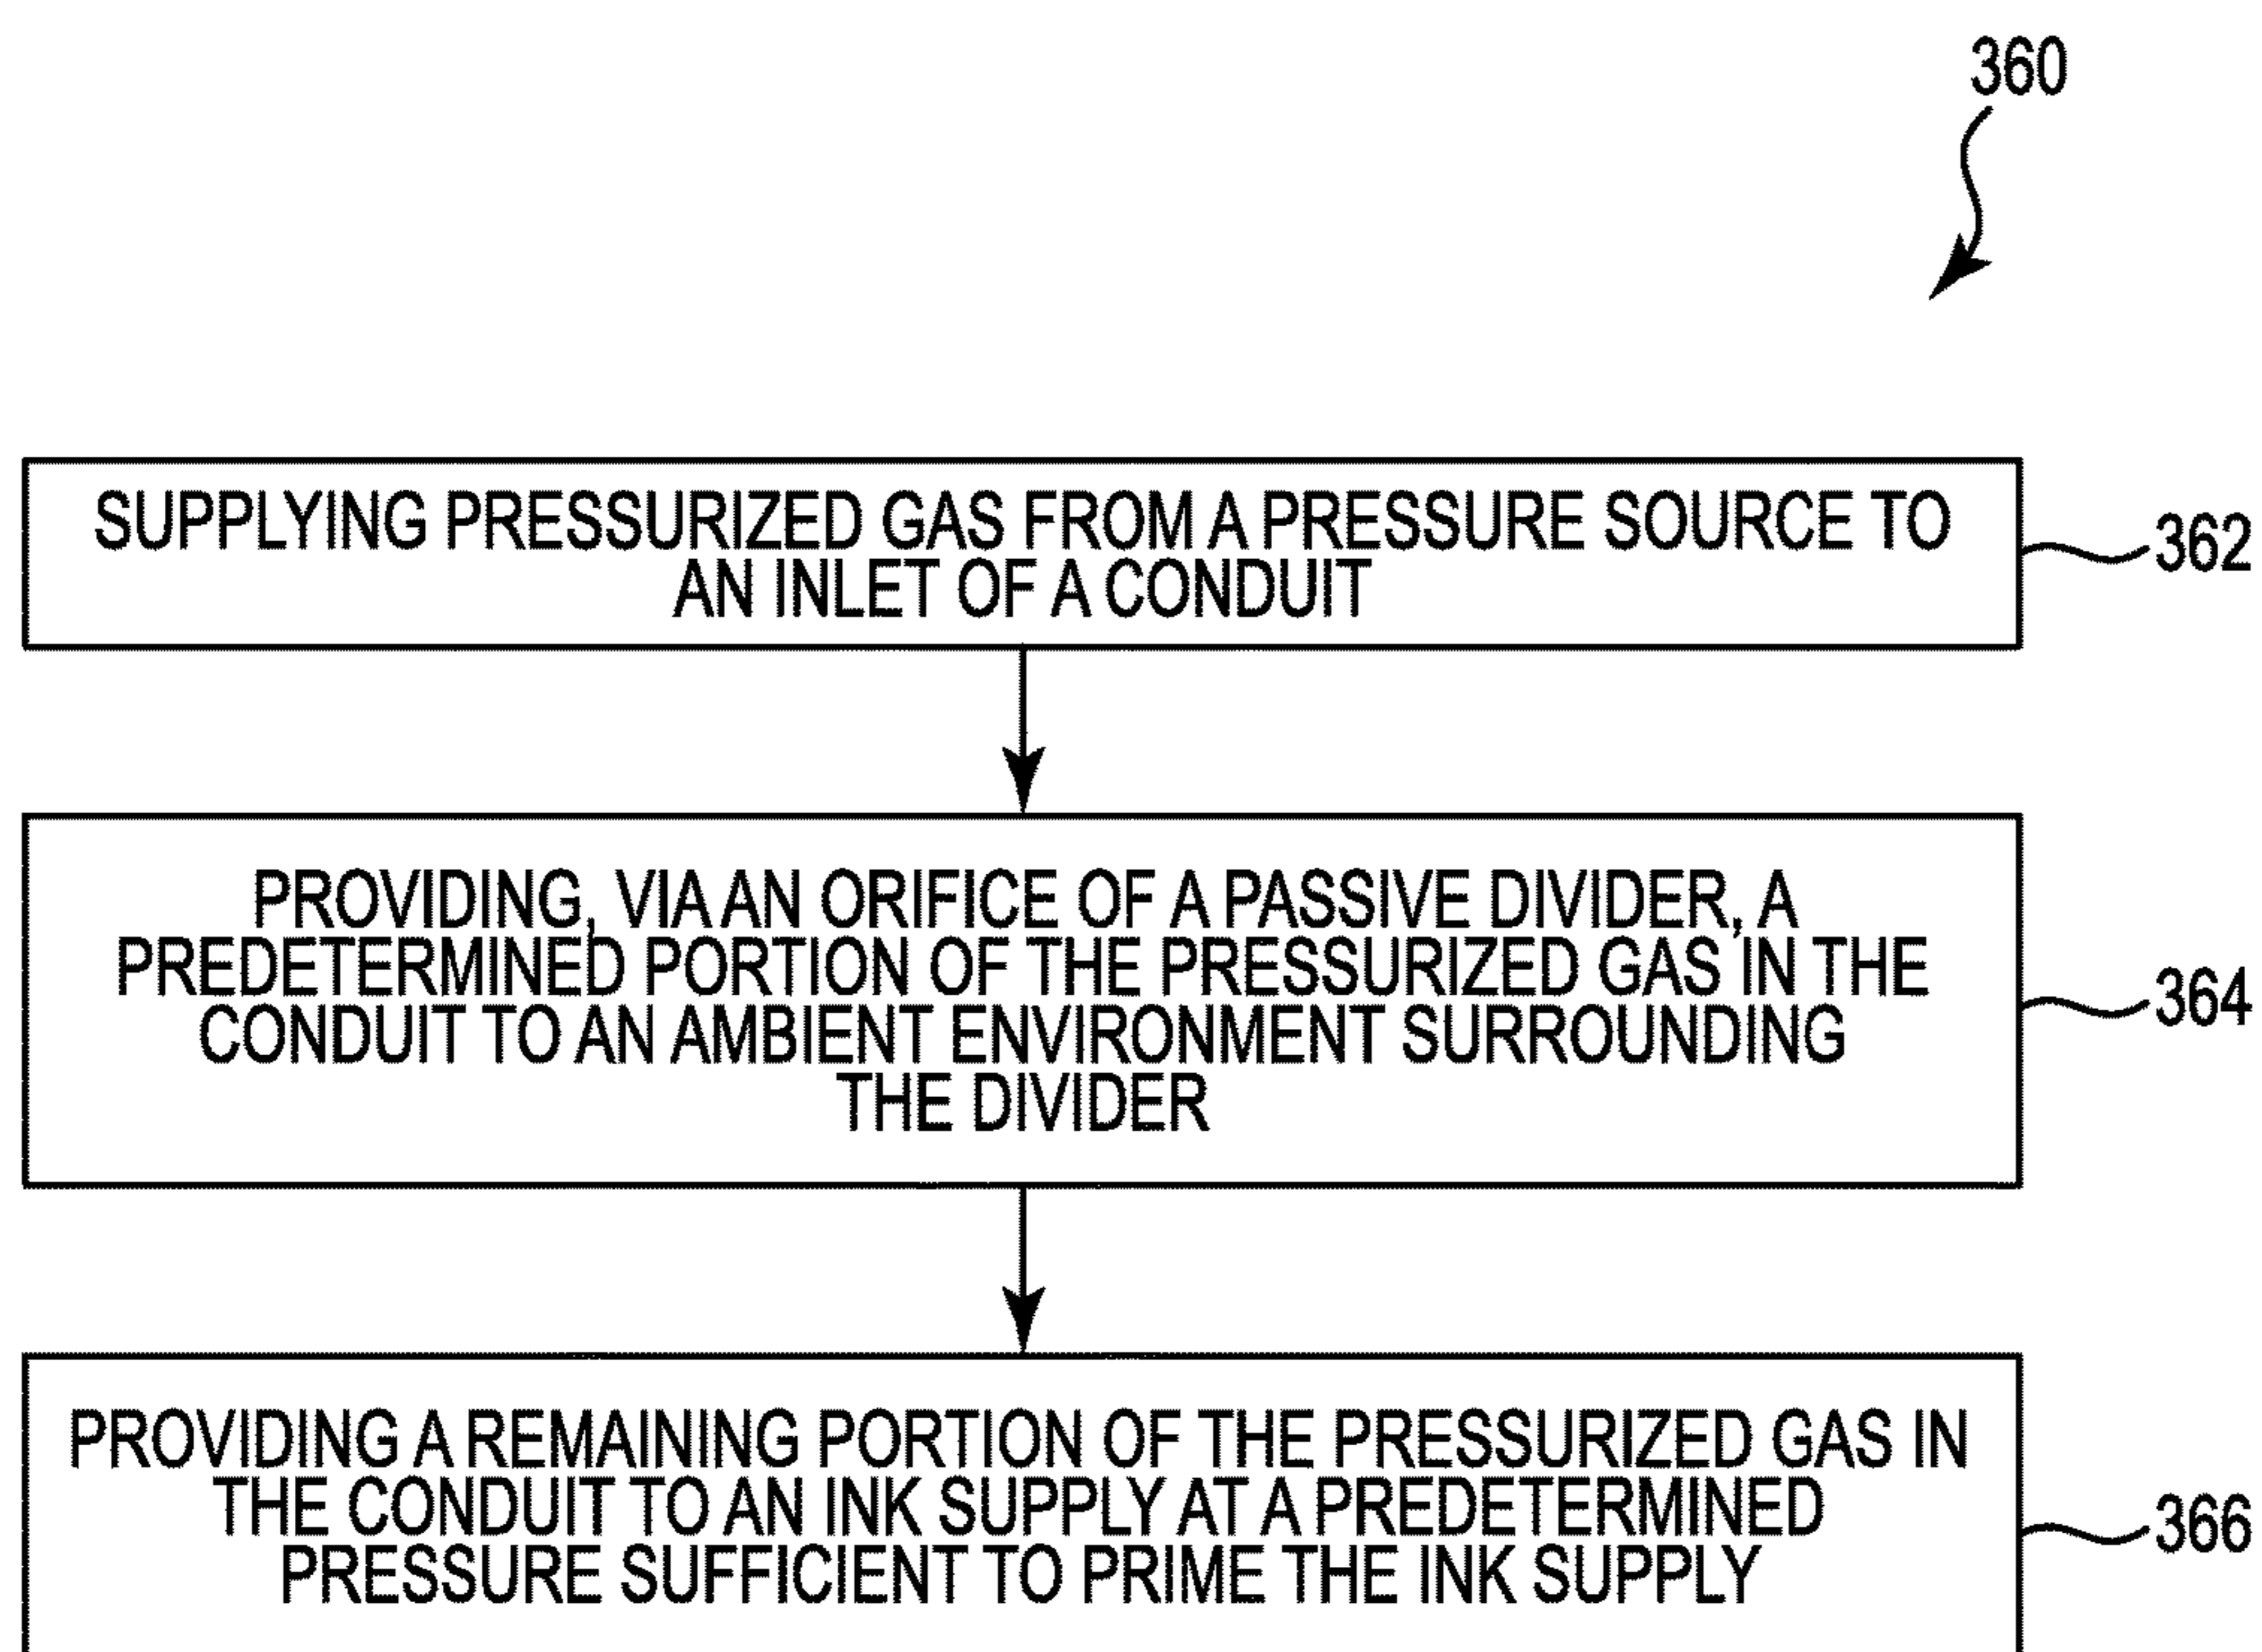 360
SUPPLYING PRESSURIZED GAS FROM A PRESSURE SOURCE TO
AN INLET OF A CONDUIT
362
PROVIDING, VIA AN ORIFICE OF A PASSIVE DIVIDER, A
PREDETERMINED PORTION OF THE PRESSURIZED GAS IN THE
CONDUIT TO AN AMBIENT ENVIRONMENT SURROUNDING
THE DIVIDER
364
PROVIDING A REMAINING PORTION OF THE PRESSURIZED GAS IN
THE CONDUIT TO AN INK SUPPLY AT A PREDETERMINED
PRESSURE SUFFICIENT TO PRIME THE INK SUPPLY
366